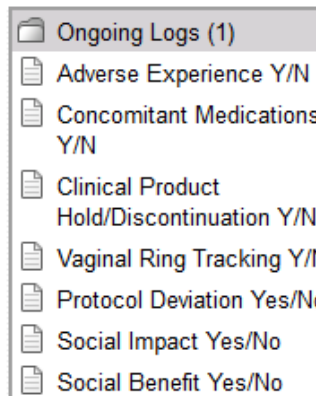 Ongoing Logs (1)
Adverse Experience Y/N
Concomitant Medications
Y/N
Clinical Product
Hold/Discontinuation Y/N
Vaginal Ring Tracking Y/N
Protocol Deviation Yes/No
Social Impact Yes/No
Social Benefit Yes/No